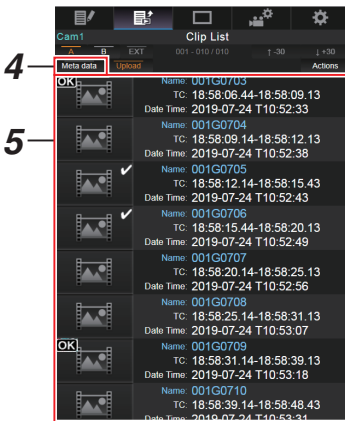 Cam1 Clip List
A B EXT 001 - 010 / 010 ↑-30 ↓+30
4 Meta data Upload Actions
5
OK Name: 001G0703
TC: 18:58:06.44-18:58:09.13
Date Time: 2019-07-24 T10:52:33
Name: 001G0704
TC: 18:58:09.14-18:58:12.13
Date Time: 2019-07-24 T10:52:38
Name: 001G0705
TC: 18:58:12.14-18:58:15.43
Date Time: 2019-07-24 T10:52:43
Name: 001G0706
TC: 18:58:15.44-18:58:20.13
Date Time: 2019-07-24 T10:52:49
Name: 001G0707
TC: 18:58:20.14-18:58:25.13
Date Time: 2019-07-24 T10:52:56
Name: 001G0708
TC: 18:58:25.14-18:58:31.13
Date Time: 2019-07-24 T10:53:07
OK Name: 001G0709
TC: 18:58:31.14-18:58:39.13
Date Time: 2019-07-24 T10:53:18
Name: 001G0710
TC: 18:58:39.14-18:58:48.43
Date Time: 2019-07-24 T10:53:31